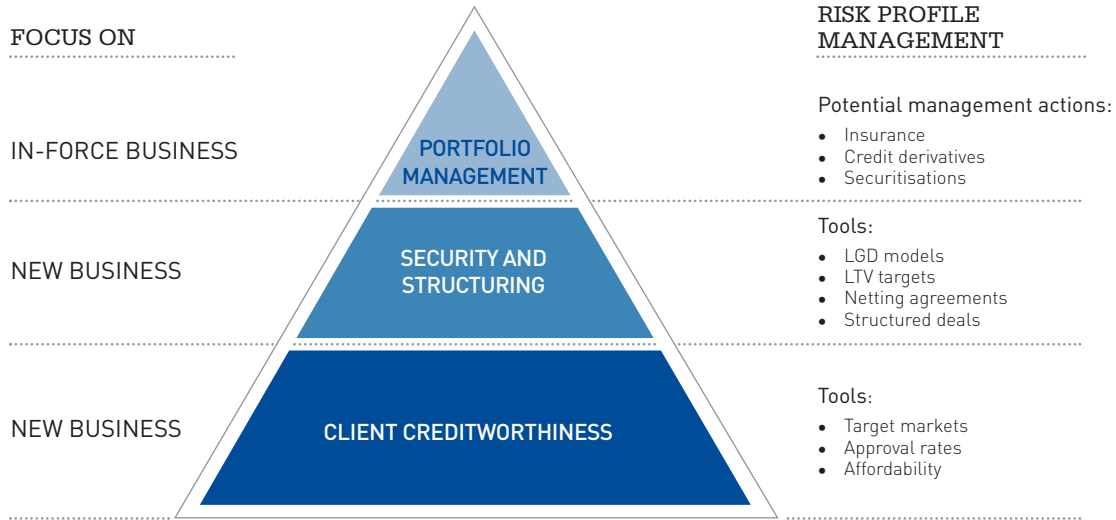 FOCUS ON
RISK PROFILE
MANAGEMENT
IN-FORCE BUSINESS
PORTFOLIO
MANAGEMENT
Potential management actions:
• Insurance
• Credit derivatives
• Securitisations
NEW BUSINESS
SECURITY AND
STRUCTURING
Tools:
• LGD models
• LTV targets
• Netting agreements
• Structured deals
NEW BUSINESS
CLIENT CREDITWORTHINESS
Tools:
• Target markets
• Approval rates
• Affordability